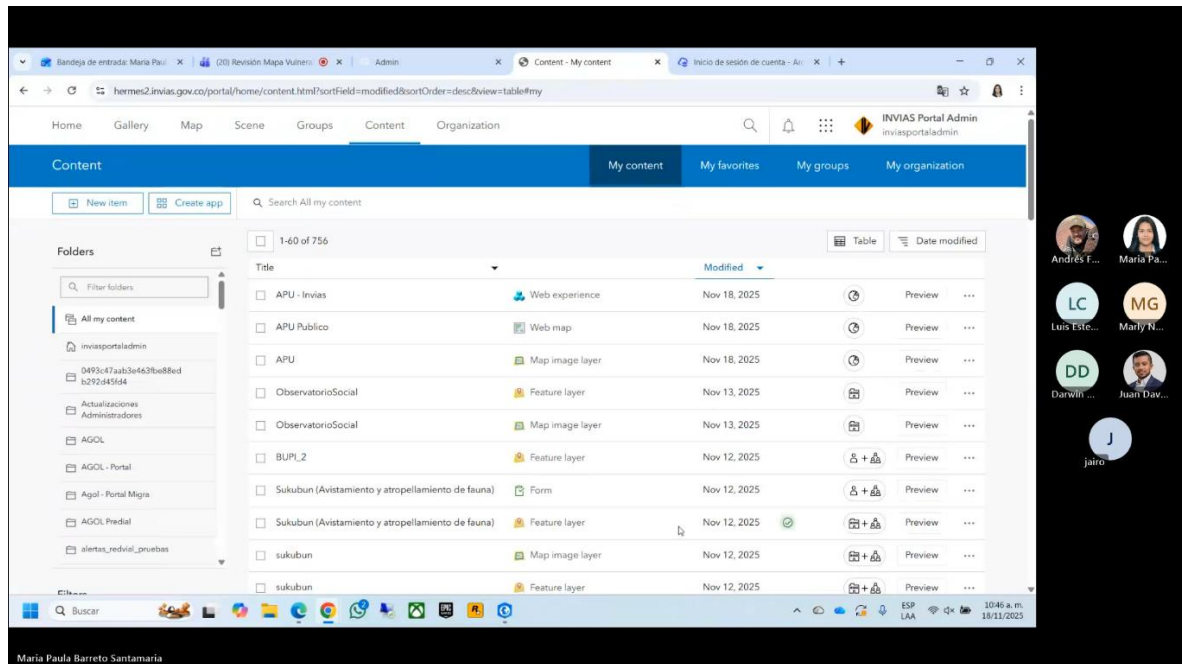 Bandeja de entrada: Maria Pau
(20) Revisión Mapa Vulnera
Admin
Content - My content
Inicio de sesión de cuenta - Arc
hermes2.invias.gov.co/portal/home/content.html?sortField=modified&sortOrder=desc&view=table#my
Home Gallery Map Scene Groups Content Organization
INVIAS Portal Admin
inviasportaladmin
Content
My content My favorites My groups My organization
New item Create app Search All my content
Folders
1-60 of 756 Table Date modified
Title Modified
Filter folders
All my content
inviasportaladmin
0493c47aab3e463fbe88ed
b292d45fd4
Actualizaciones
Administradores
AGOL
AGOL - Portal
Agol - Portal Migra
AGOL Predial
alertas_redvial_pruebas
Filters
APU - Invias Web experience Nov 18, 2025 Preview
APU Publico Web map Nov 18, 2025 Preview
APU Map image layer Nov 18, 2025 Preview
ObservatorioSocial Feature layer Nov 13, 2025 Preview
ObservatorioSocial Map image layer Nov 13, 2025 Preview
BUPI_2 Feature layer Nov 12, 2025 Preview
Sukubun (Avistamiento y atropellamiento de fauna) Form Nov 12, 2025 Preview
Sukubun (Avistamiento y atropellamiento de fauna) Feature layer Nov 12, 2025 Preview
sukubun Map image layer Nov 12, 2025 Preview
sukubun Feature layer Nov 12, 2025 Preview
Buscar
ESP
LAA
10:46 a. m.
18/11/2025
Andrés F... Maria Pa...
LC MG
Luis Este... Marly N...
DD
Darwin ... Juan Dav...
J
jairo
Maria Paula Barreto Santamaria